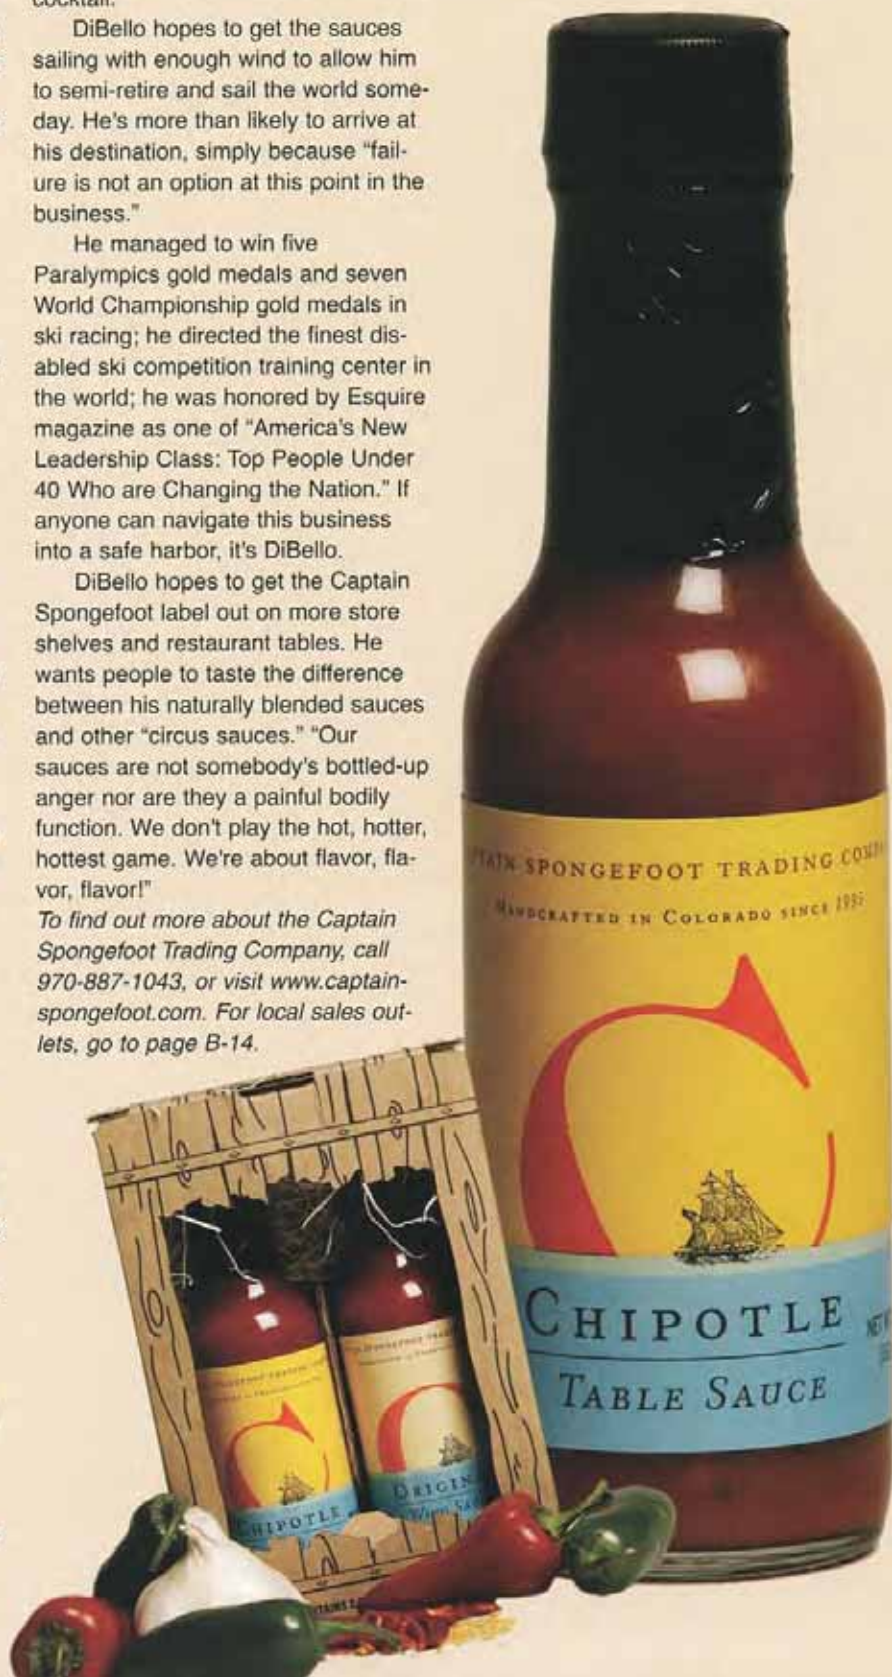 cocktail.
DiBello hopes to get the sauces
sailing with enough wind to allow him
to semi-retire and sail the world some-
day. He's more than likely to arrive at
his destination, simply because "fail-
ure is not an option at this point in the
business."
He managed to win five
Paralympics gold medals and seven
World Championship gold medals in
ski racing; he directed the finest dis-
abled ski competition training center in
the world; he was honored by Esquire
magazine as one of "America's New
Leadership Class: Top People Under
40 Who are Changing the Nation." If
anyone can navigate this business
into a safe harbor, it's DiBello.
DiBello hopes to get the Captain
Spongefoot label out on more store
shelves and restaurant tables. He
wants people to taste the difference
between his naturally blended sauces
and other "circus sauces." "Our
sauces are not somebody's bottled-up
anger nor are they a painful bodily
function. We don't play the hot, hotter,
hottest game. We're about flavor, fla-
vor, flavor!"
To find out more about the Captain
Spongefoot Trading Company, call
970-887-1043, or visit www.captain-
spongefoot.com. For local sales out-
lets, go to page B-14.
SPONGEFOOT TRADING
HANDCRAFTED IN COLORADO SINCE 1995
C
CHIPOTLE
TABLE SAUCE
NET
C
CHIPOTLE
C
ORIGIN